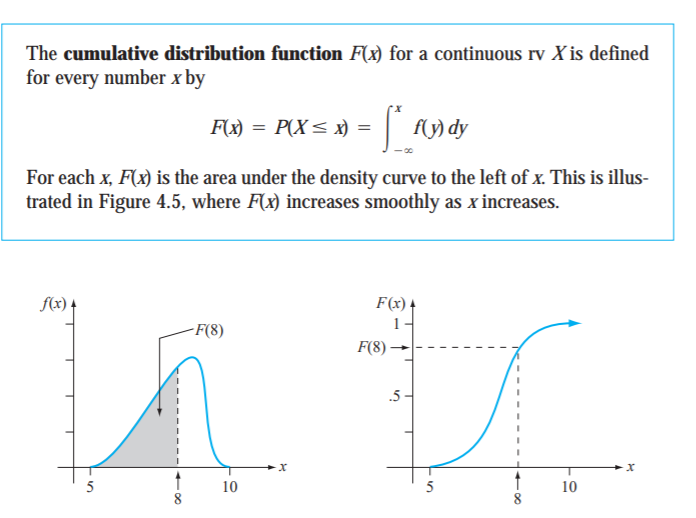 The cumulative distribution function F(x) for a continuous rv X is defined
for every number x by
F(x) = P(X ≤ x) = ∫_{-∞}^{x} f(y) dy
For each x, F(x) is the area under the density curve to the left of x. This is illus-
trated in Figure 4.5, where F(x) increases smoothly as x increases.
f(x)
F(8)
x
5
8
10
F(x)
1
F(8)
.5
x
5
8
10